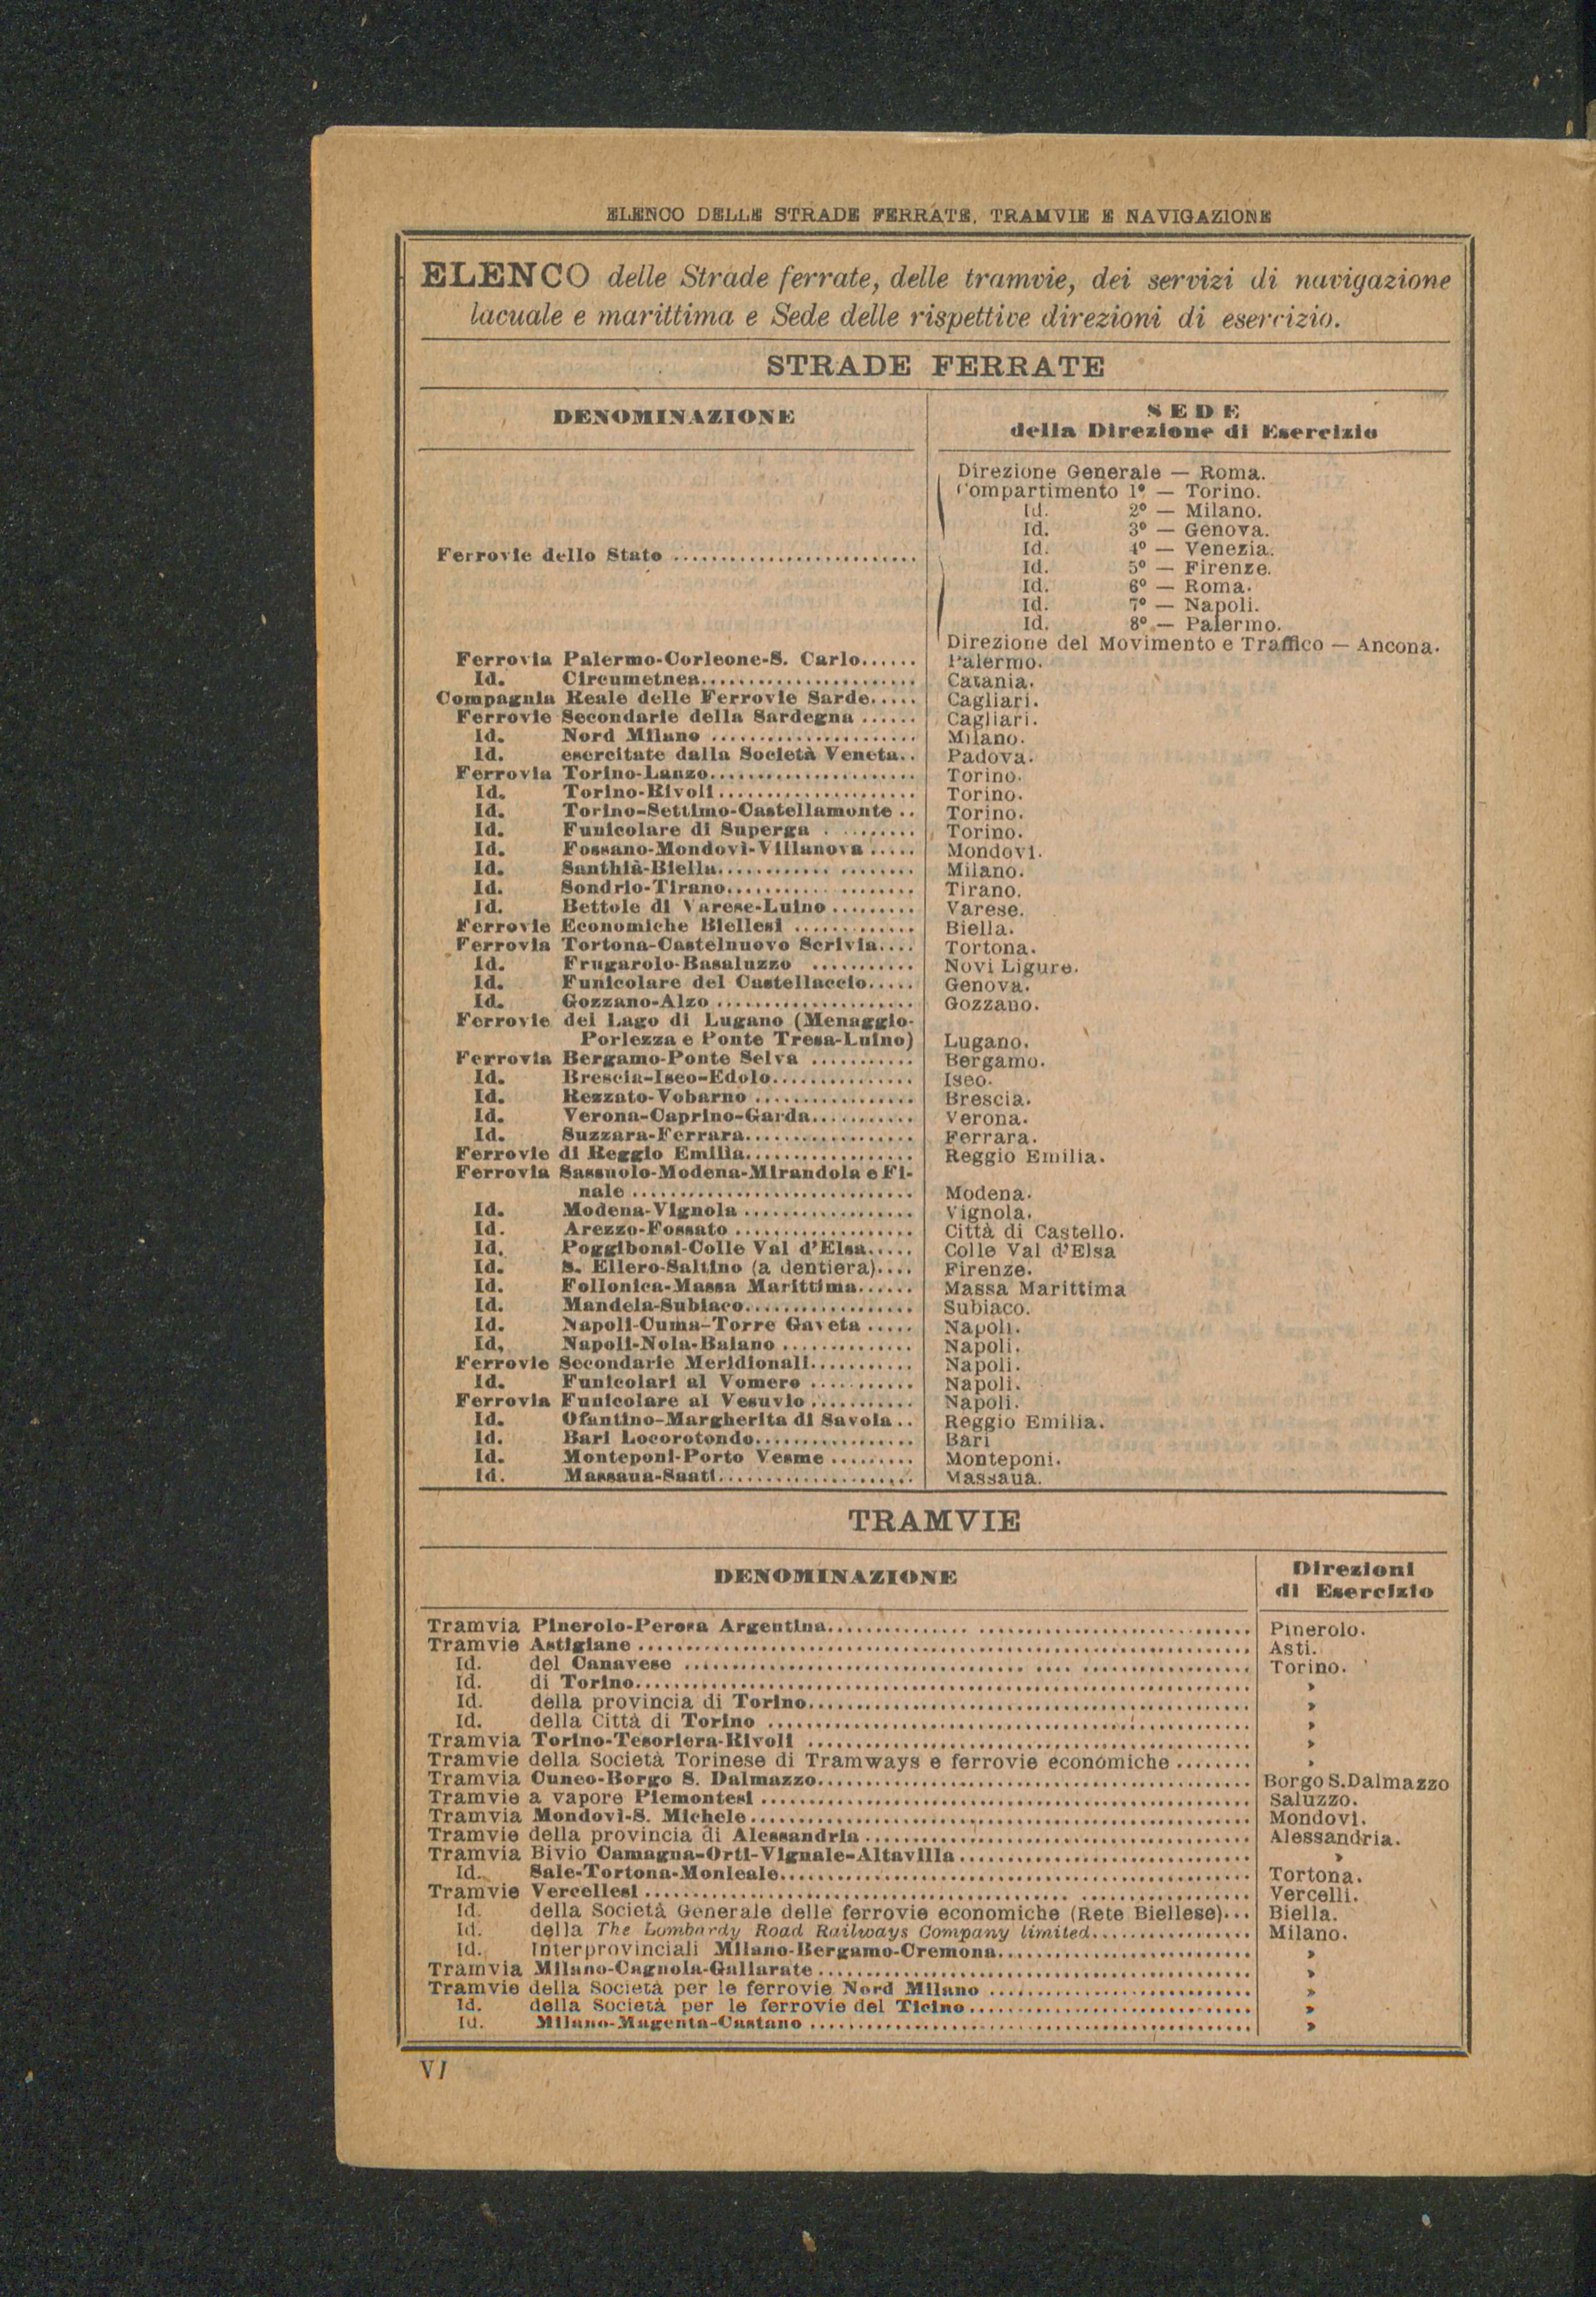 ELENCO DELLE STRADE FERRATE, TRAMVIE E NAVIGAZIONE
ELENCO delle Strade ferrate, delle tramvie, dei servizi di navigazione
lacuale e marittima e Sede delle rispettive direzioni di esercizio.
STRADE FERRATE
DENOMINAZIONE
SEDE
della Direzione di Esercizio
Direzione Generale — Roma.
Compartimento 1º — Torino.
Id. 2º — Milano.
Id. 3º — Genova.
Id. 4º — Venezia.
Ferrovie dello Stato ..........................
Id. 5º — Firenze.
Id. 6º — Roma.
Id. 7º — Napoli.
Id. 8º — Palermo.
Direzione del Movimento e Traffico — Ancona.
Ferrovia Palermo-Corleone-S. Carlo...... Palermo.
Id. Circumetnea....................... Catania.
Compagnia Reale delle Ferrovie Sarde..... Cagliari.
Ferrovie Secondarie della Sardegna ...... Cagliari.
Id. Nord Milano ...................... Milano.
Id. esercitate dalla Società Veneta.. Padova.
Ferrovia Torino-Lanzo...................... Torino.
Id. Torino-Rivoli..................... Torino.
Id. Torino-Settimo-Castellamonte .. Torino.
Id. Funicolare di Superga . ........ Torino.
Id. Fossano-Mondovì-Villanova ..... Mondovì.
Id. Santhià-Biella............ ........ Milano.
Id. Sondrio-Tirano.......... ........ Tirano.
Id. Bettole di Varese-Luino ......... Varese.
Ferrovie Economiche Biellesi ............. Biella.
Ferrovia Tortona-Castelnuovo Scrivia.... Tortona.
Id. Frugarolo-Basaluzzo ........... Novi Ligure.
Id. Funicolare del Castellaccio..... Genova.
Id. Gozzano-Alzo ..................... Gozzano.
Ferrovie del Lago di Lugano (Menaggio-
Porlezza e Ponte Tresa-Luino) Lugano.
Ferrovia Bergamo-Ponte Selva ........... Bergamo.
Id. Brescia-Iseo-Edolo............... Iseo.
Id. Rezzato-Vobarno ................. Brescia.
Id. Verona-Caprino-Garda........... Verona.
Id. Suzzara-Ferrara.................. Ferrara.
Ferrovie di Reggio Emilia.................. Reggio Emilia.
Ferrovia Sassuolo-Modena-Mirandola e Fi-
nale .............................. Modena.
Id. Modena-Vignola .................. Vignola.
Id. Arezzo-Fossato ................... Città di Castello.
Id. Poggibonsi-Colle Val d'Elsa..... Colle Val d'Elsa
Id. S. Ellero-Saltino (a dentiera).... Firenze.
Id. Follonica-Massa Marittima...... Massa Marittima
Id. Mandela-Subiaco.................. Subiaco.
Id. Napoli-Cuma-Torre Gaveta ..... Napoli.
Id. Napoli-Nola-Baiano .............. Napoli.
Ferrovie Secondarie Meridionali........... Napoli.
Id. Funicolari al Vomero ........... Napoli.
Ferrovia Funicolare al Vesuvio ........... Napoli.
Id. Ofantino-Margherita di Savoia.. Reggio Emilia.
Id. Bari Locorotondo................. Bari
Id. Monteponi-Porto Vesme ......... Monteponi.
Id. Massaua-Saati..................... Massaua.
TRAMVIE
DENOMINAZIONE
Direzioni
di Esercizio
Tramvia Pinerolo-Perosa Argentina............... ............................. Pinerolo.
Tramvie Astigiane ................................................................. Asti.
Id. del Canavese .................................... .... .................. Torino.
Id. di Torino................................................................. »
Id. della provincia di Torino............................................... »
Id. della Città di Torino ................................................... »
Tramvia Torino-Tesoriera-Rivoli ............................................... »
Tramvie della Società Torinese di Tramways e ferrovie economiche ........ »
Tramvia Cuneo-Borgo S. Dalmazzo.............................................. Borgo S.Dalmazzo
Tramvie a vapore Piemontesi .................................................... Saluzzo.
Tramvia Mondovì-S. Michele..................................................... Mondovì.
Tramvie della provincia di Alessandria ......................................... Alessandria.
Tramvia Bivio Camagna-Orti-Vignale-Altavilla............................... »
Id. Sale-Tortona-Monleale.................................................. Tortona.
Tramvie Vercellesi ............................................. .................. Vercelli.
Id. della Società Generale delle ferrovie economiche (Rete Biellese)... Biella.
Id. della The Lombardy Road Railways Company limited................. Milano.
Id. Interprovinciali Milano-Bergamo-Cremona........................... »
Tramvia Milano-Cagnola-Gallarate .............................................. »
Tramvie della Società per le ferrovie Nord Milano ............................ »
Id. della Società per le ferrovie del Ticino.............................. »
Id. Milano-Magenta-Castano ............................................... »
VI